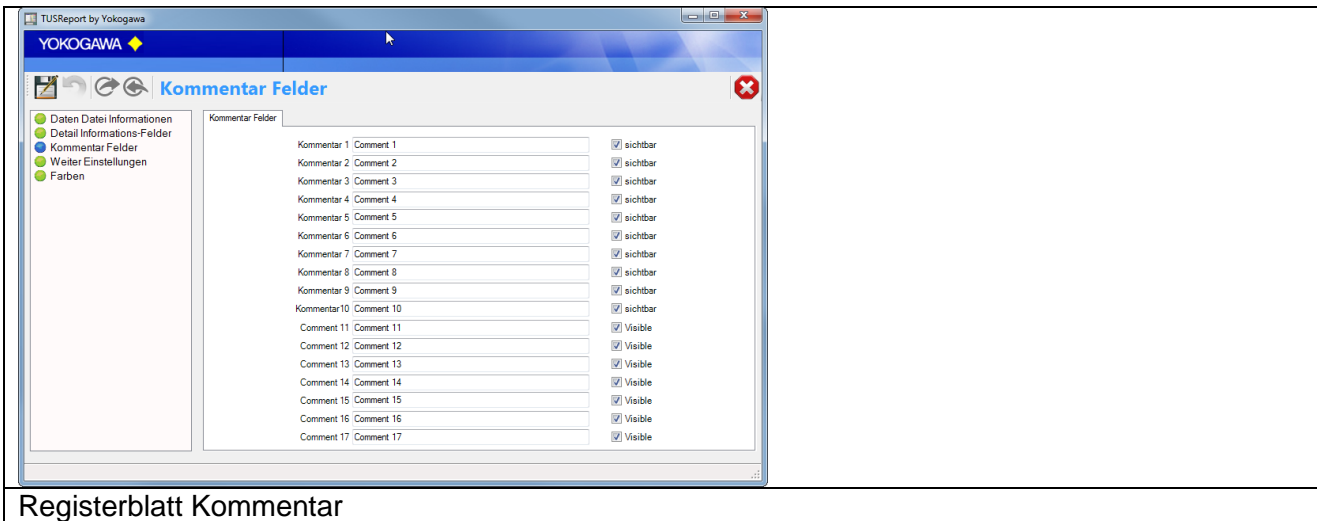 TUSReport by Yokogawa
YOKOGAWA
Kommentar Felder
Daten Datei Informationen
Detail Informations-Felder
Kommentar Felder
Weiter Einstellungen
Farben
Kommentar Felder
Kommentar 1 Comment 1 sichtbar
Kommentar 2 Comment 2 sichtbar
Kommentar 3 Comment 3 sichtbar
Kommentar 4 Comment 4 sichtbar
Kommentar 5 Comment 5 sichtbar
Kommentar 6 Comment 6 sichtbar
Kommentar 7 Comment 7 sichtbar
Kommentar 8 Comment 8 sichtbar
Kommentar 9 Comment 9 sichtbar
Kommentar10 Comment 10 sichtbar
Comment 11 Comment 11 Visible
Comment 12 Comment 12 Visible
Comment 13 Comment 13 Visible
Comment 14 Comment 14 Visible
Comment 15 Comment 15 Visible
Comment 16 Comment 16 Visible
Comment 17 Comment 17 Visible
Registerblatt Kommentar